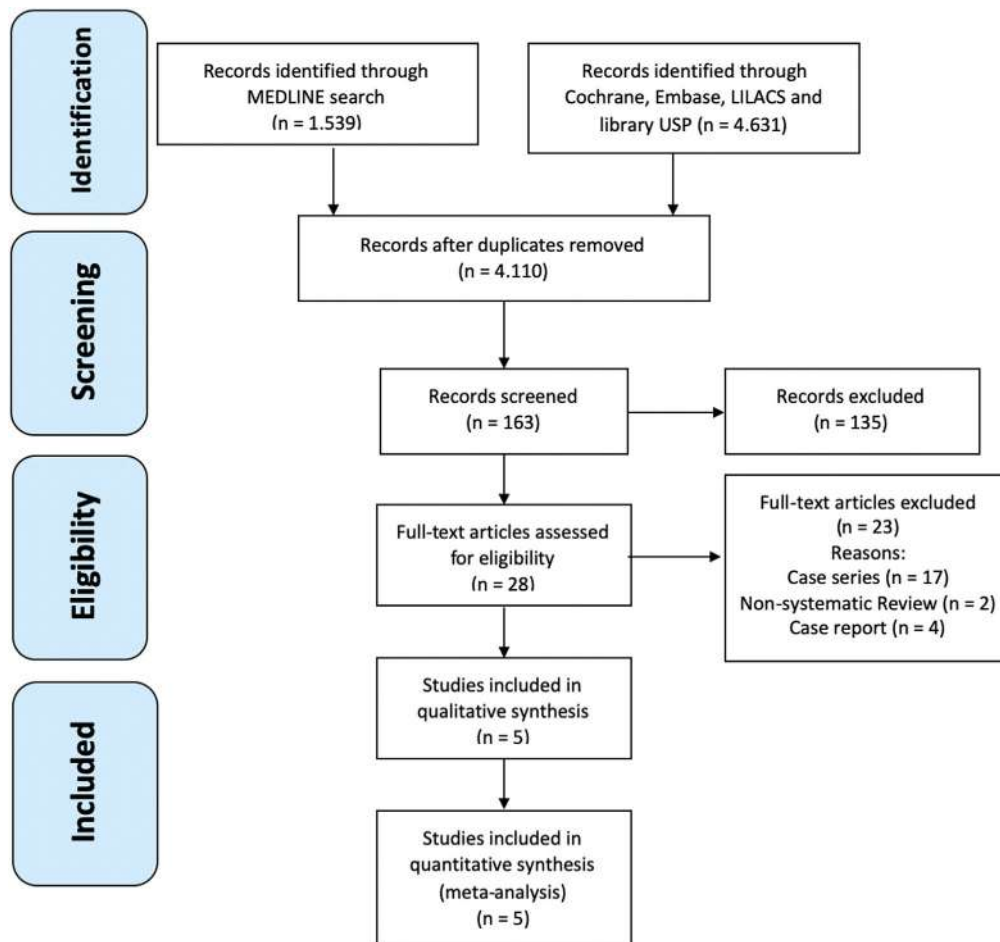 Identification
Records identified through
MEDLINE search
(n = 1.539)
Records identified through
Cochrane, Embase, LILACS and
library USP (n = 4.631)
Records after duplicates removed
(n = 4.110)
Screening
Records screened
(n = 163)
Records excluded
(n = 135)
Eligibility
Full-text articles assessed
for eligibility
(n = 28)
Full-text articles excluded
(n = 23)
Reasons:
Case series (n = 17)
Non-systematic Review (n = 2)
Case report (n = 4)
Studies included in
qualitative synthesis
(n = 5)
Included
Studies included in
quantitative synthesis
(meta-analysis)
(n = 5)